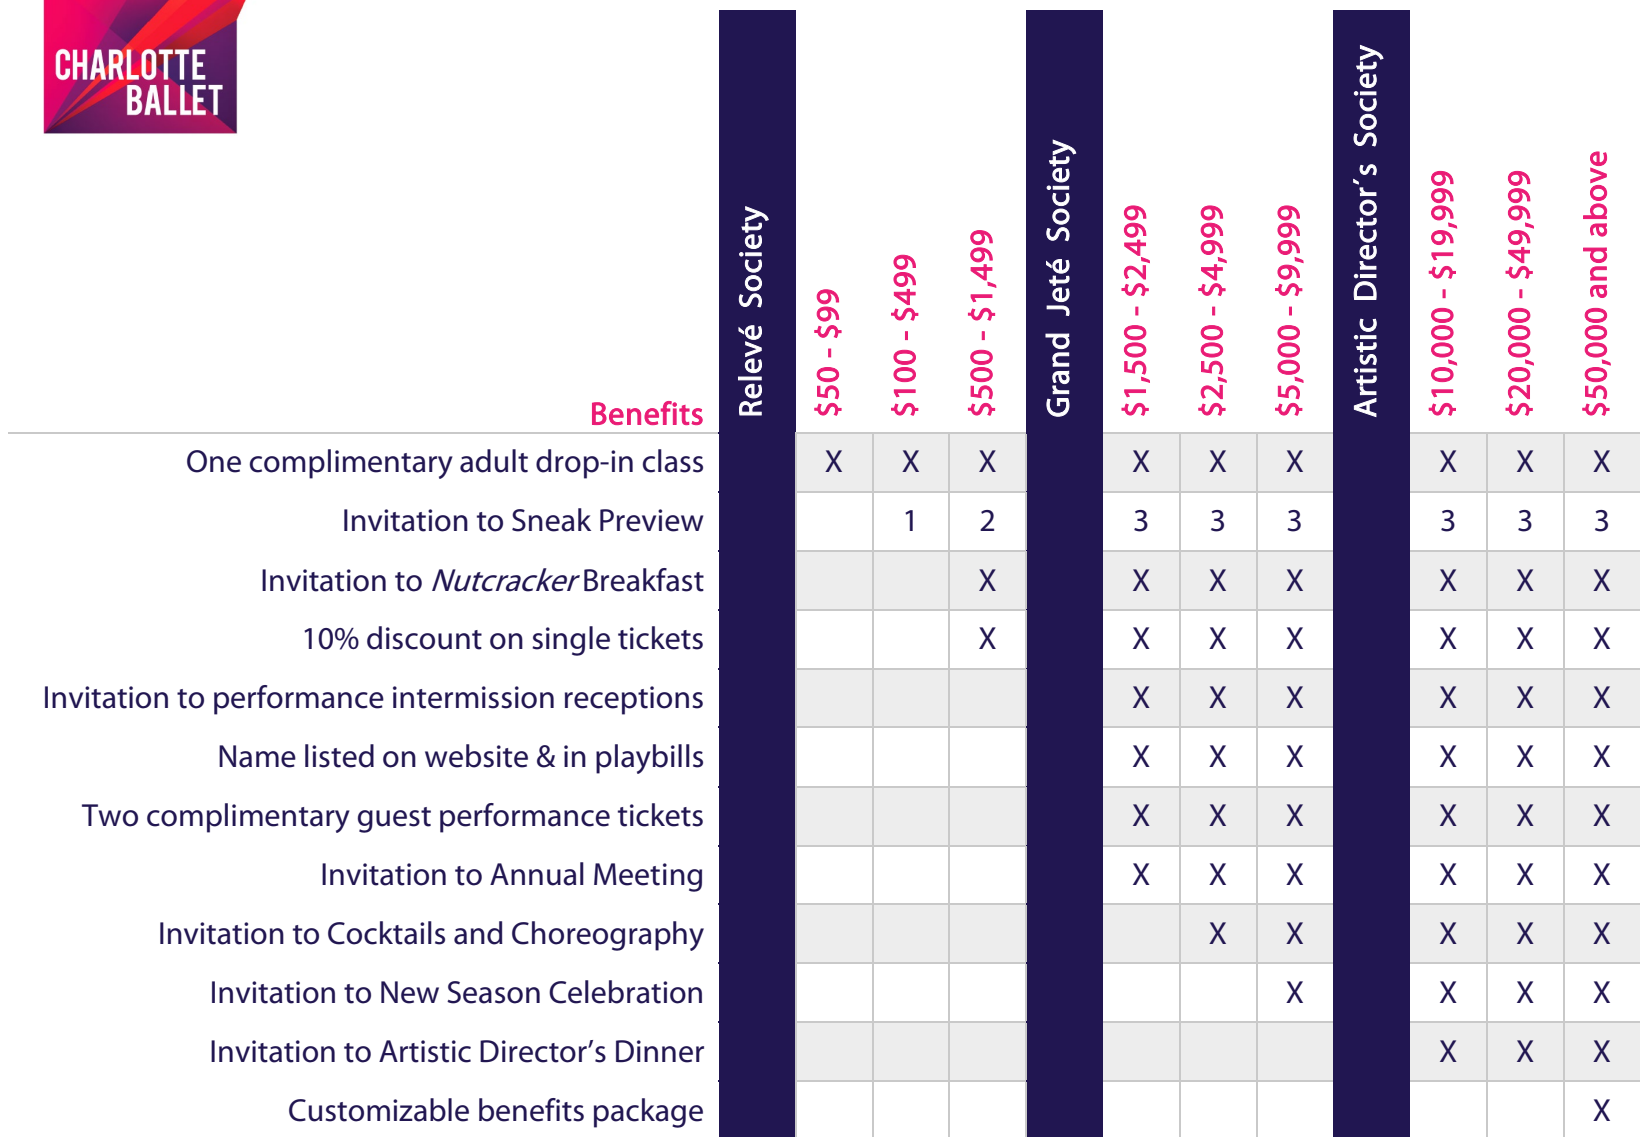 CHARLOTTE
BALLET
Benefits
Relevé Society
$50 - $99
$100 - $499
$500 - $1,499
Grand Jeté Society
$1,500 - $2,499
$2,500 - $4,999
$5,000 - $9,999
Artistic Director´s Society
$10,000 - $19,999
$20,000 - $49,999
$50,000 and above
One complimentary adult drop-in class X X X X X X X X X
Invitation to Sneak Preview 1 2 3 3 3 3 3 3
Invitation to Nutcracker Breakfast X X X X X X X
10% discount on single tickets X X X X X X X
Invitation to performance intermission receptions X X X X X X
Name listed on website & in playbills X X X X X X
Two complimentary guest performance tickets X X X X X X
Invitation to Annual Meeting X X X X X X
Invitation to Cocktails and Choreography X X X X X
Invitation to New Season Celebration X X X X
Invitation to Artistic Director’s Dinner X X X
Customizable benefits package X